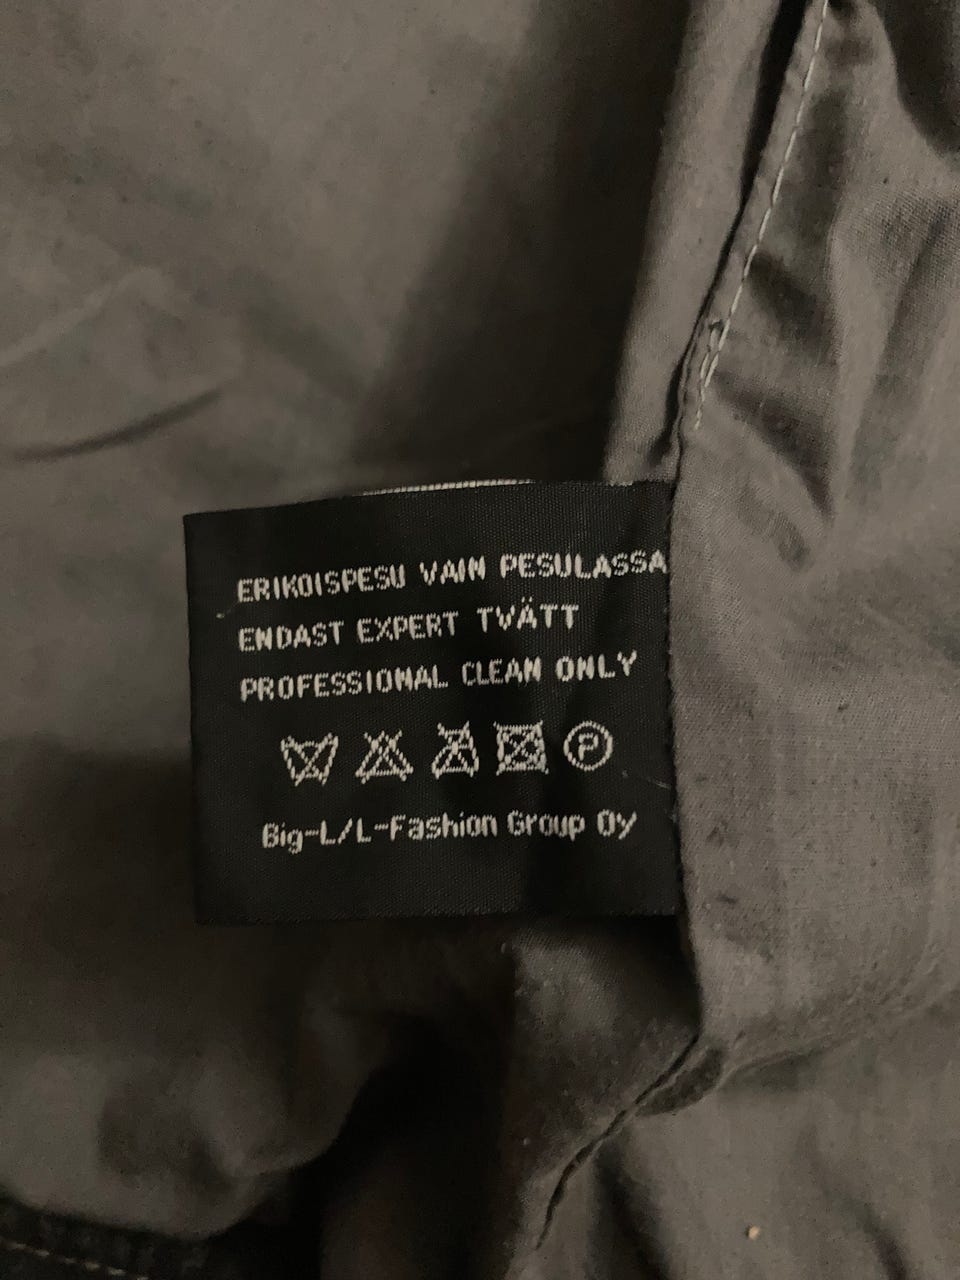 ERIKOISPESU VAIN PESULASSA
ENDAST EXPERT TVÄTT
PROFESSIONAL CLEAN ONLY
P
Big-L/L-Fashion Group Oy